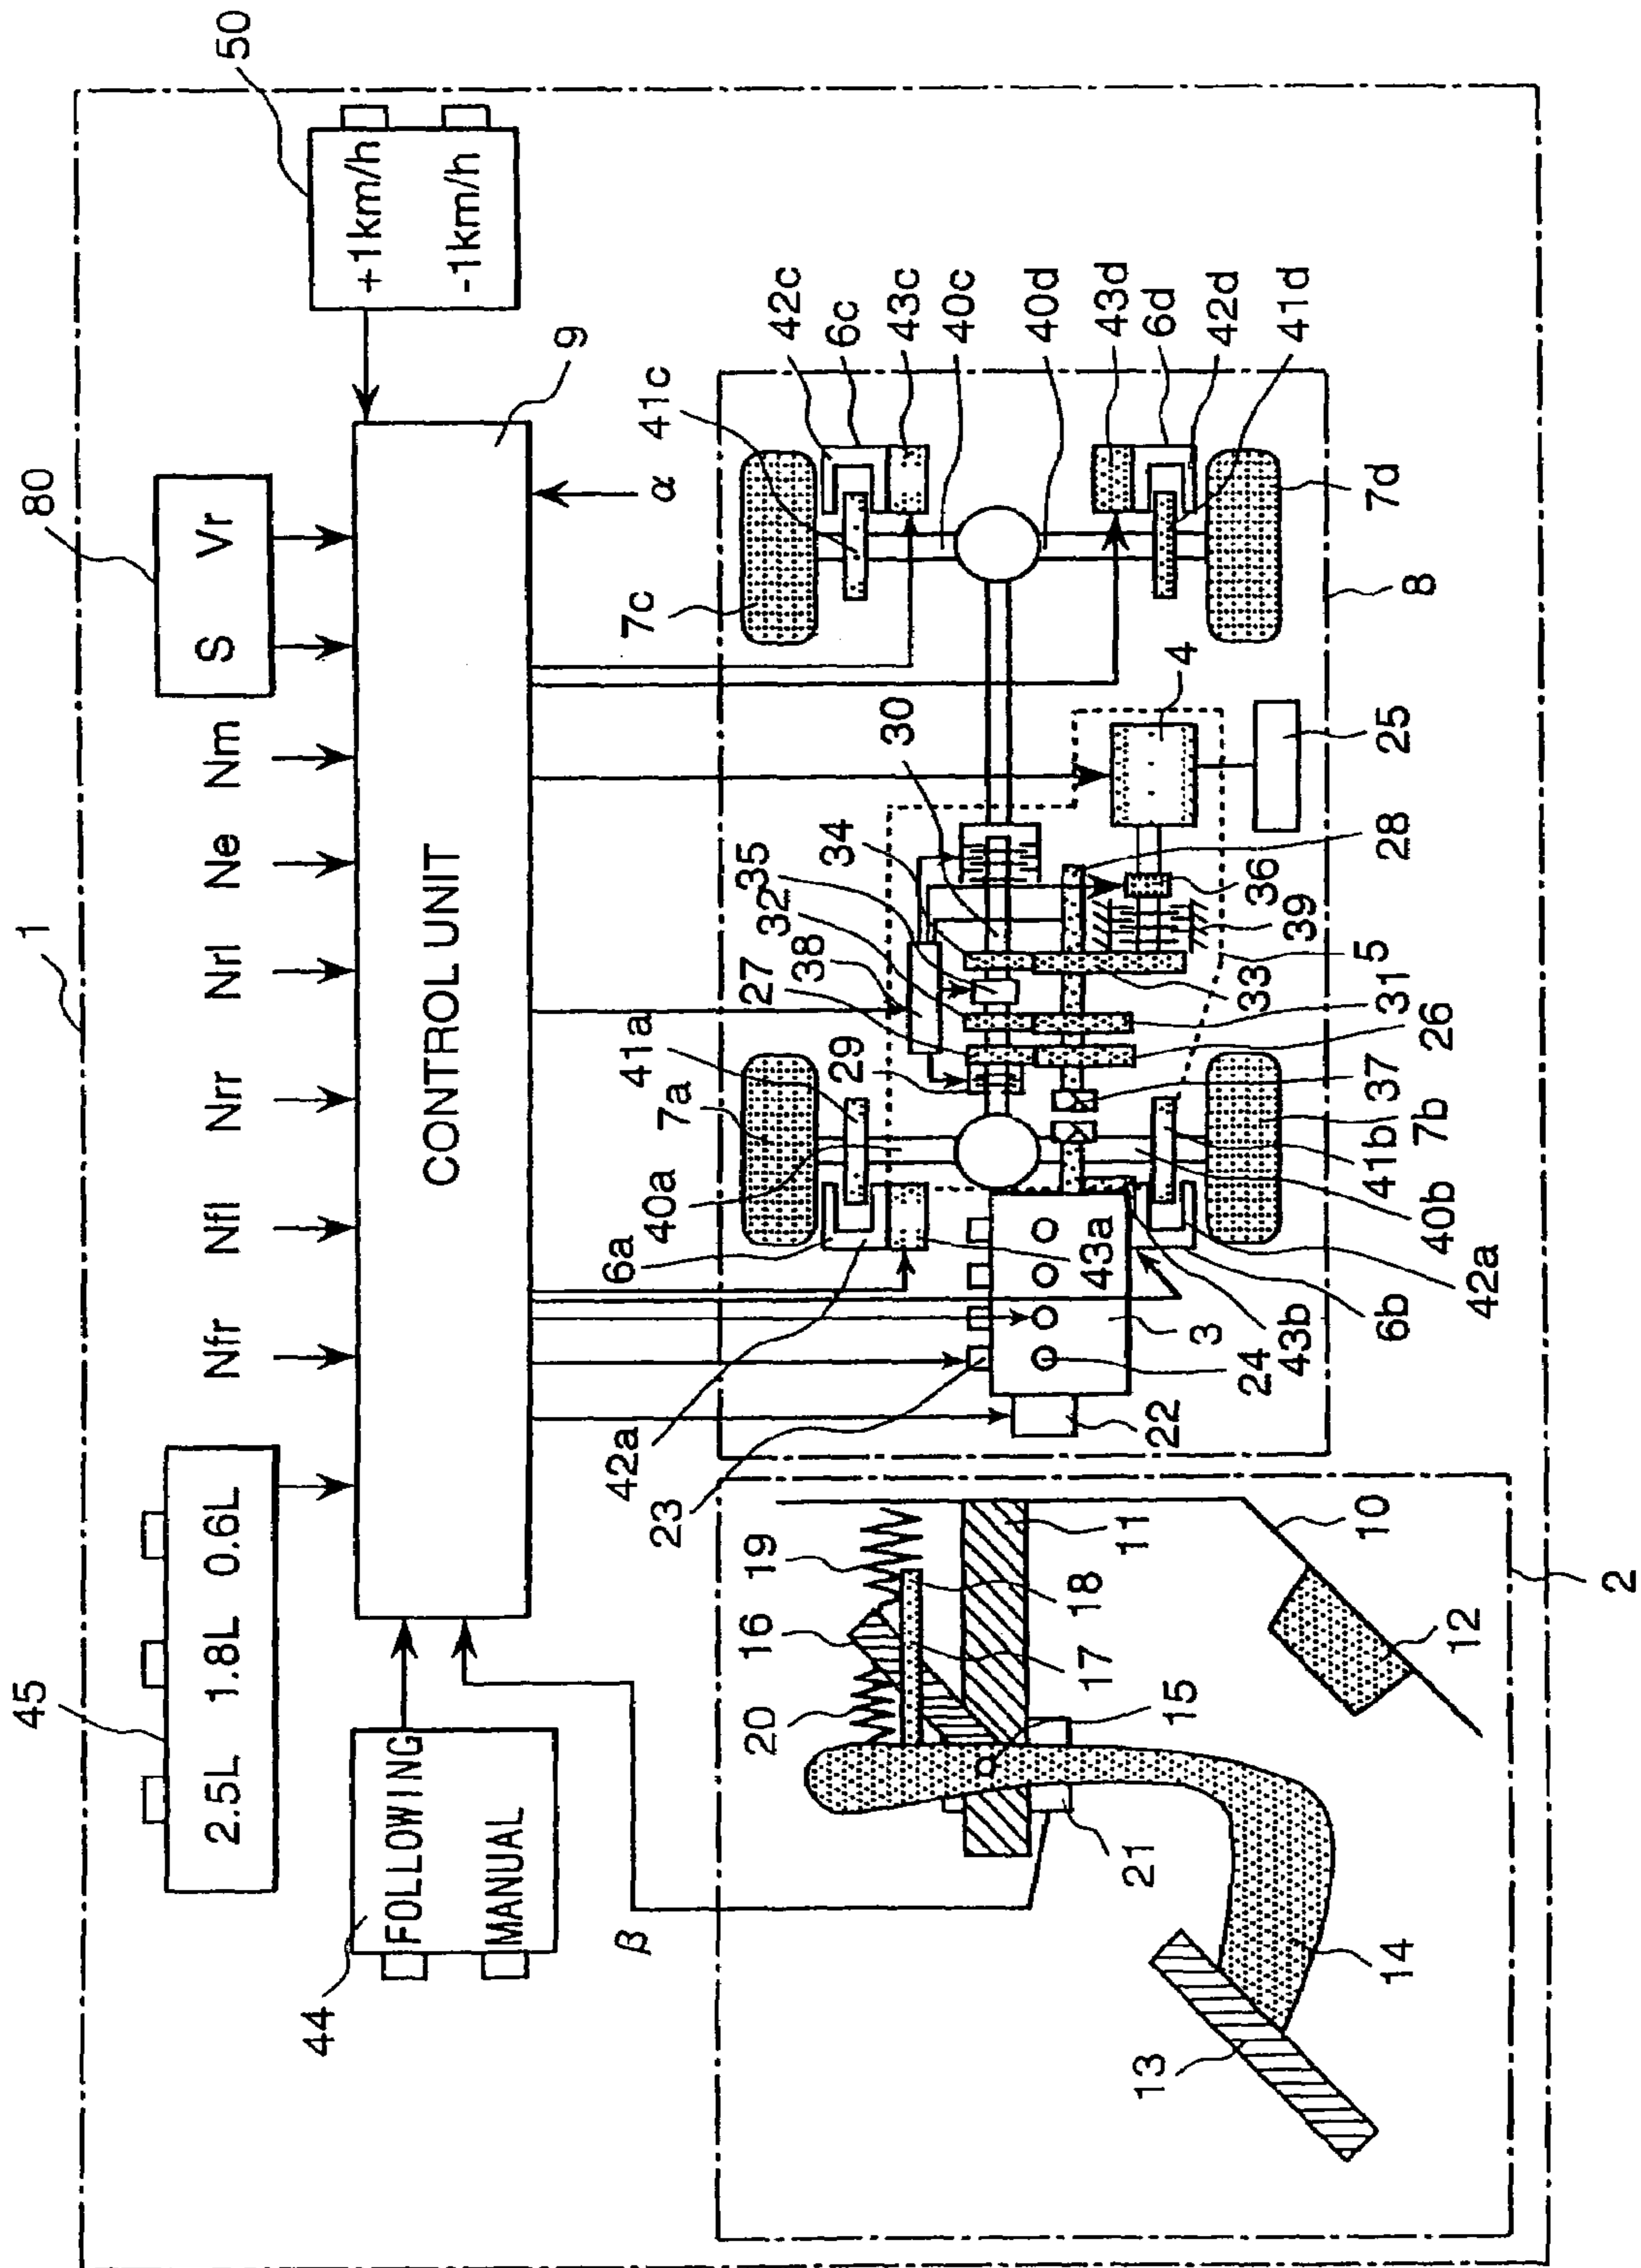 1
45
2.5L 1.8L 0.6L
Nfr
Nfl
Nrr
Nrl
Ne
Nm
80
S Vr
50
+1km/h
-1km/h
44
FOLLOWING
MANUAL
CONTROL UNIT
9
β
α
42a
23
6a
40a
7a
41a
29
27
38
32
35
34
30
7c
41c
42c
6c
43c
40c
40d
43d
6d
42d
41d
7d
8
4
25
28
36
39
5
33
31
26
37
7b
41b
40b
42a
6b
43b
43a
3
24
22
20
16
19
18
17
11
15
21
10
12
2
13
14